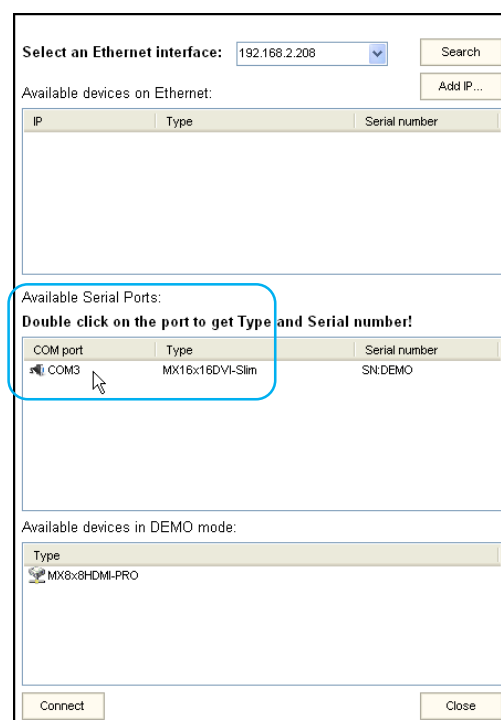 Select an Ethernet interface: 192.168.2.208 Search
Available devices on Ethernet: Add IP...
IP Type Serial number
Available Serial Ports:
Double click on the port to get Type and Serial number!
COM port Type Serial number
COM3 MX16x16DVI-Slim SN:DEMO
Available devices in DEMO mode:
Type
MX8x8HDMI-PRO
Connect Close